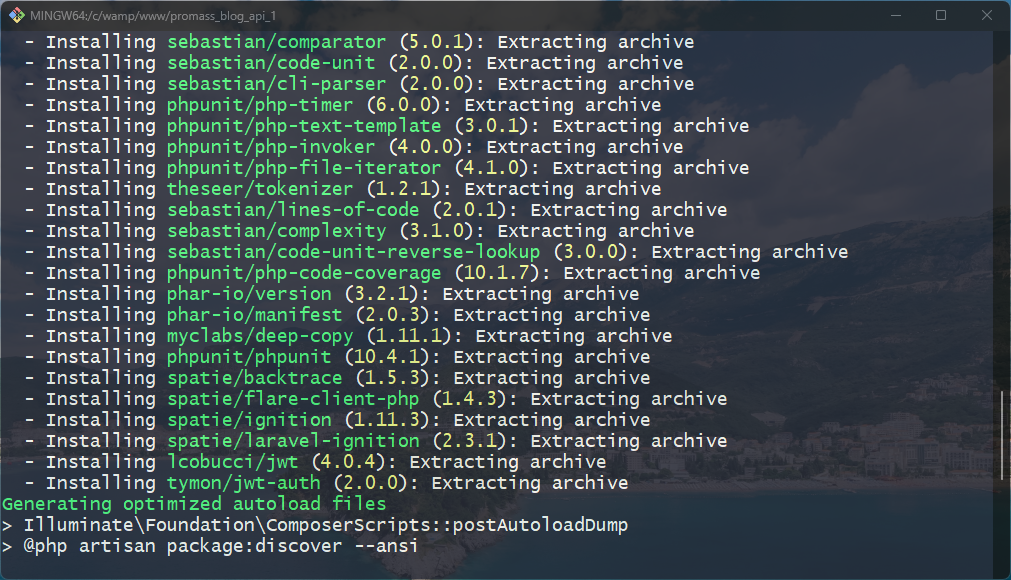 MINGW64:/c/wamp/www/promass_blog_api_1
- Installing sebastian/comparator (5.0.1): Extracting archive
- Installing sebastian/code-unit (2.0.0): Extracting archive
- Installing sebastian/cli-parser (2.0.0): Extracting archive
- Installing phpunit/php-timer (6.0.0): Extracting archive
- Installing phpunit/php-text-template (3.0.1): Extracting archive
- Installing phpunit/php-invoker (4.0.0): Extracting archive
- Installing phpunit/php-file-iterator (4.1.0): Extracting archive
- Installing theseer/tokenizer (1.2.1): Extracting archive
- Installing sebastian/lines-of-code (2.0.1): Extracting archive
- Installing sebastian/complexity (3.1.0): Extracting archive
- Installing sebastian/code-unit-reverse-lookup (3.0.0): Extracting archive
- Installing phpunit/php-code-coverage (10.1.7): Extracting archive
- Installing phar-io/version (3.2.1): Extracting archive
- Installing phar-io/manifest (2.0.3): Extracting archive
- Installing myclabs/deep-copy (1.11.1): Extracting archive
- Installing phpunit/phpunit (10.4.1): Extracting archive
- Installing spatie/backtrace (1.5.3): Extracting archive
- Installing spatie/flare-client-php (1.4.3): Extracting archive
- Installing spatie/ignition (1.11.3): Extracting archive
- Installing spatie/laravel-ignition (2.3.1): Extracting archive
- Installing lcobucci/jwt (4.0.4): Extracting archive
- Installing tymon/jwt-auth (2.0.0): Extracting archive
Generating optimized autoload files
> Illuminate\Foundation\ComposerScripts::postAutoloadDump
> @php artisan package:discover --ansi